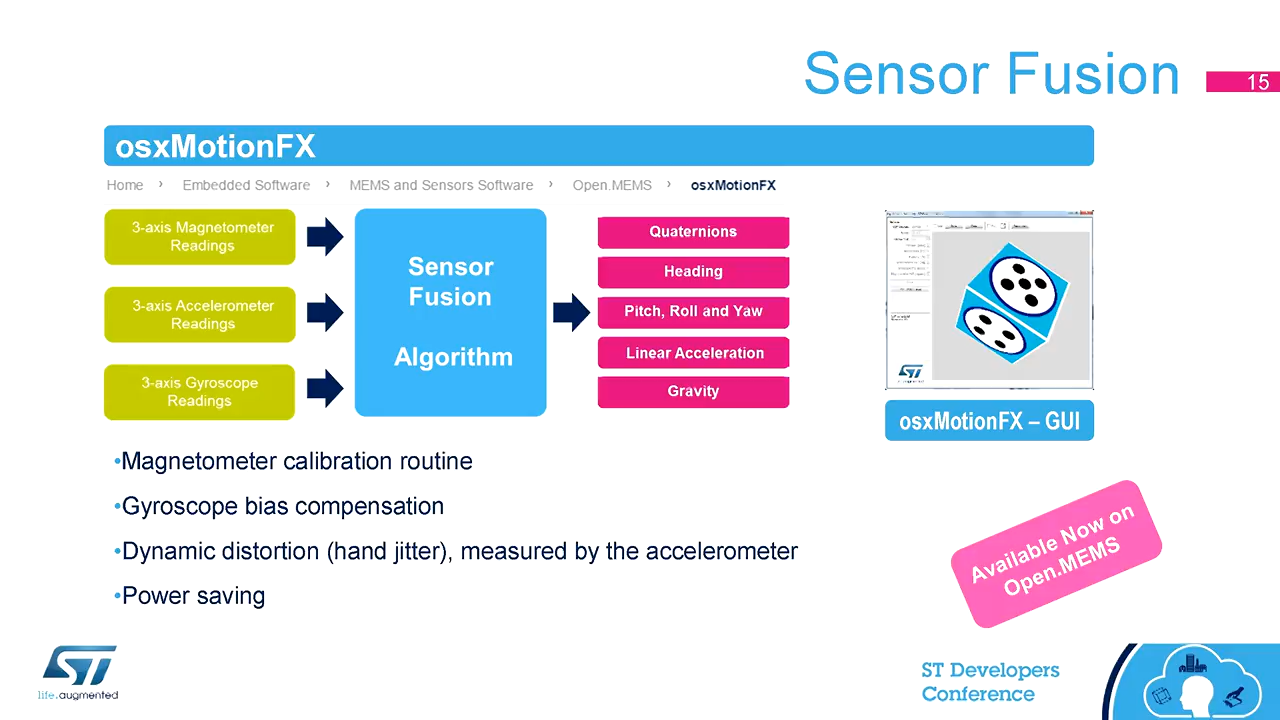 Sensor Fusion
15
osxMotionFX
Home › Embedded Software › MEMS and Sensors Software › Open.MEMS › osxMotionFX
3-axis Magnetometer
Readings
3-axis Accelerometer
Readings
3-axis Gyroscope
Readings
Sensor
Fusion
Algorithm
Quaternions
Heading
Pitch, Roll and Yaw
Linear Acceleration
Gravity
ST
osxMotionFX – GUI
•Magnetometer calibration routine
•Gyroscope bias compensation
•Dynamic distortion (hand jitter), measured by the accelerometer
•Power saving
Available Now on
Open.MEMS
ST
life.augmented
ST Developers
Conference